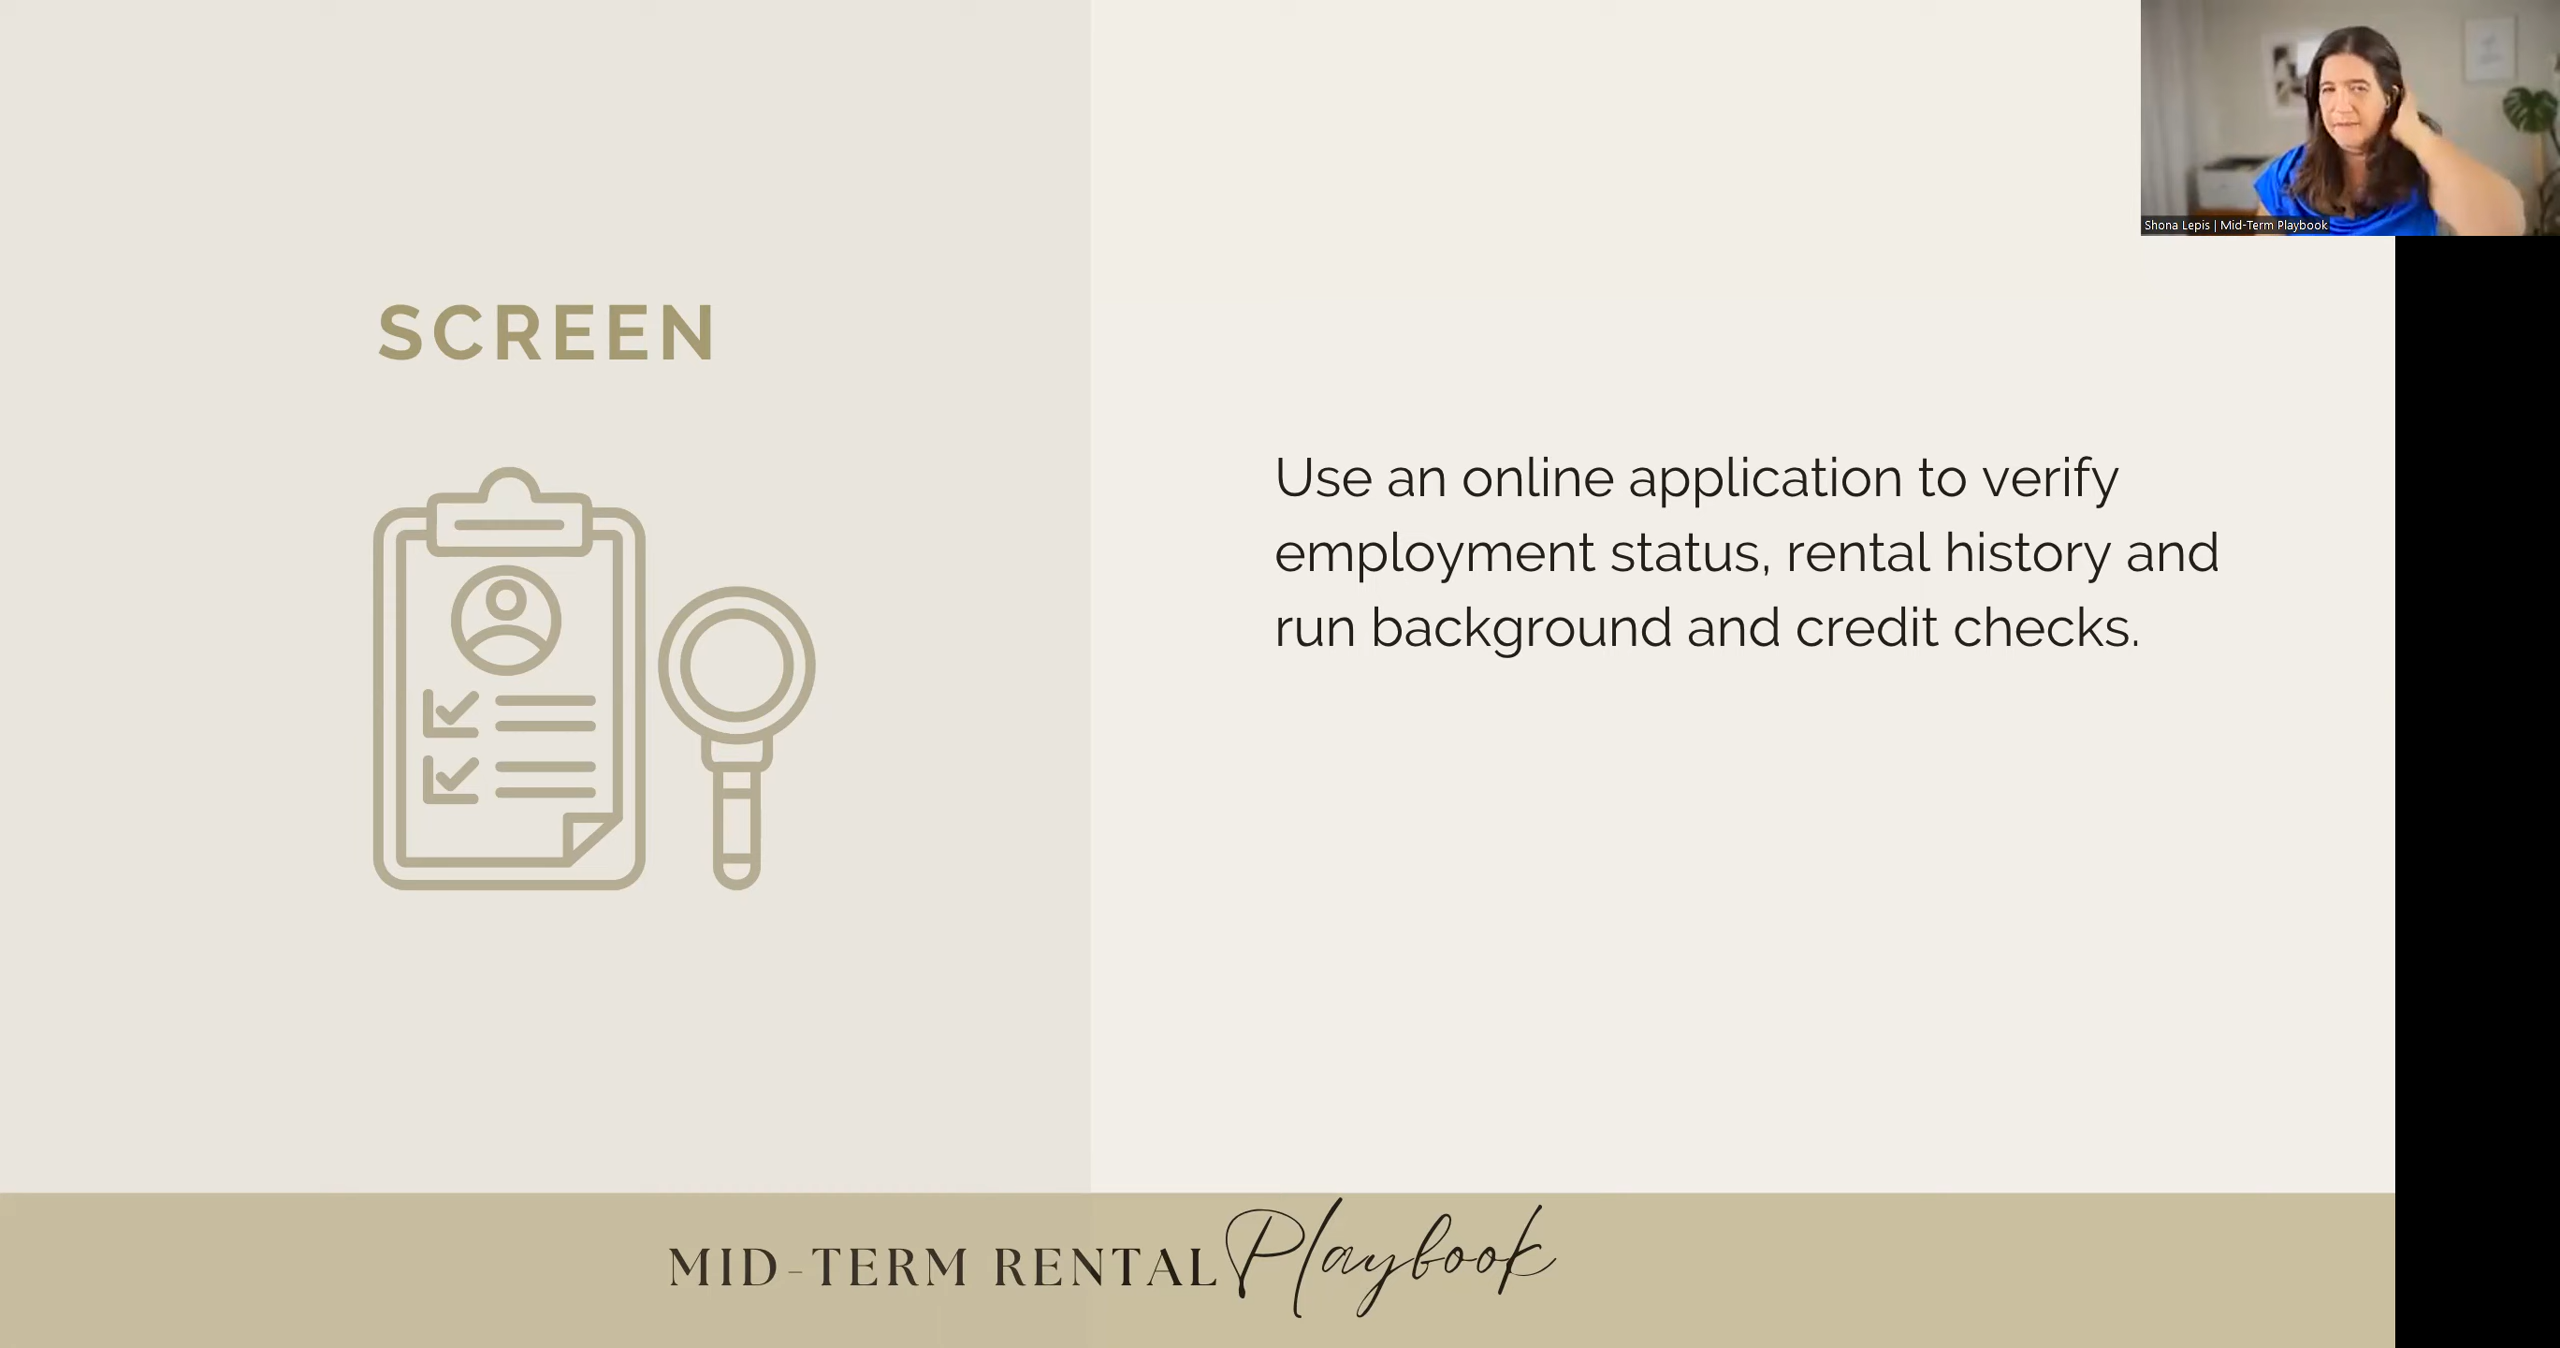 SCREEN
Use an online application to verify
employment status, rental history and
run background and credit checks.
Shona Lepis | Mid-Term Playbook
MID-TERM RENTAL Playbook